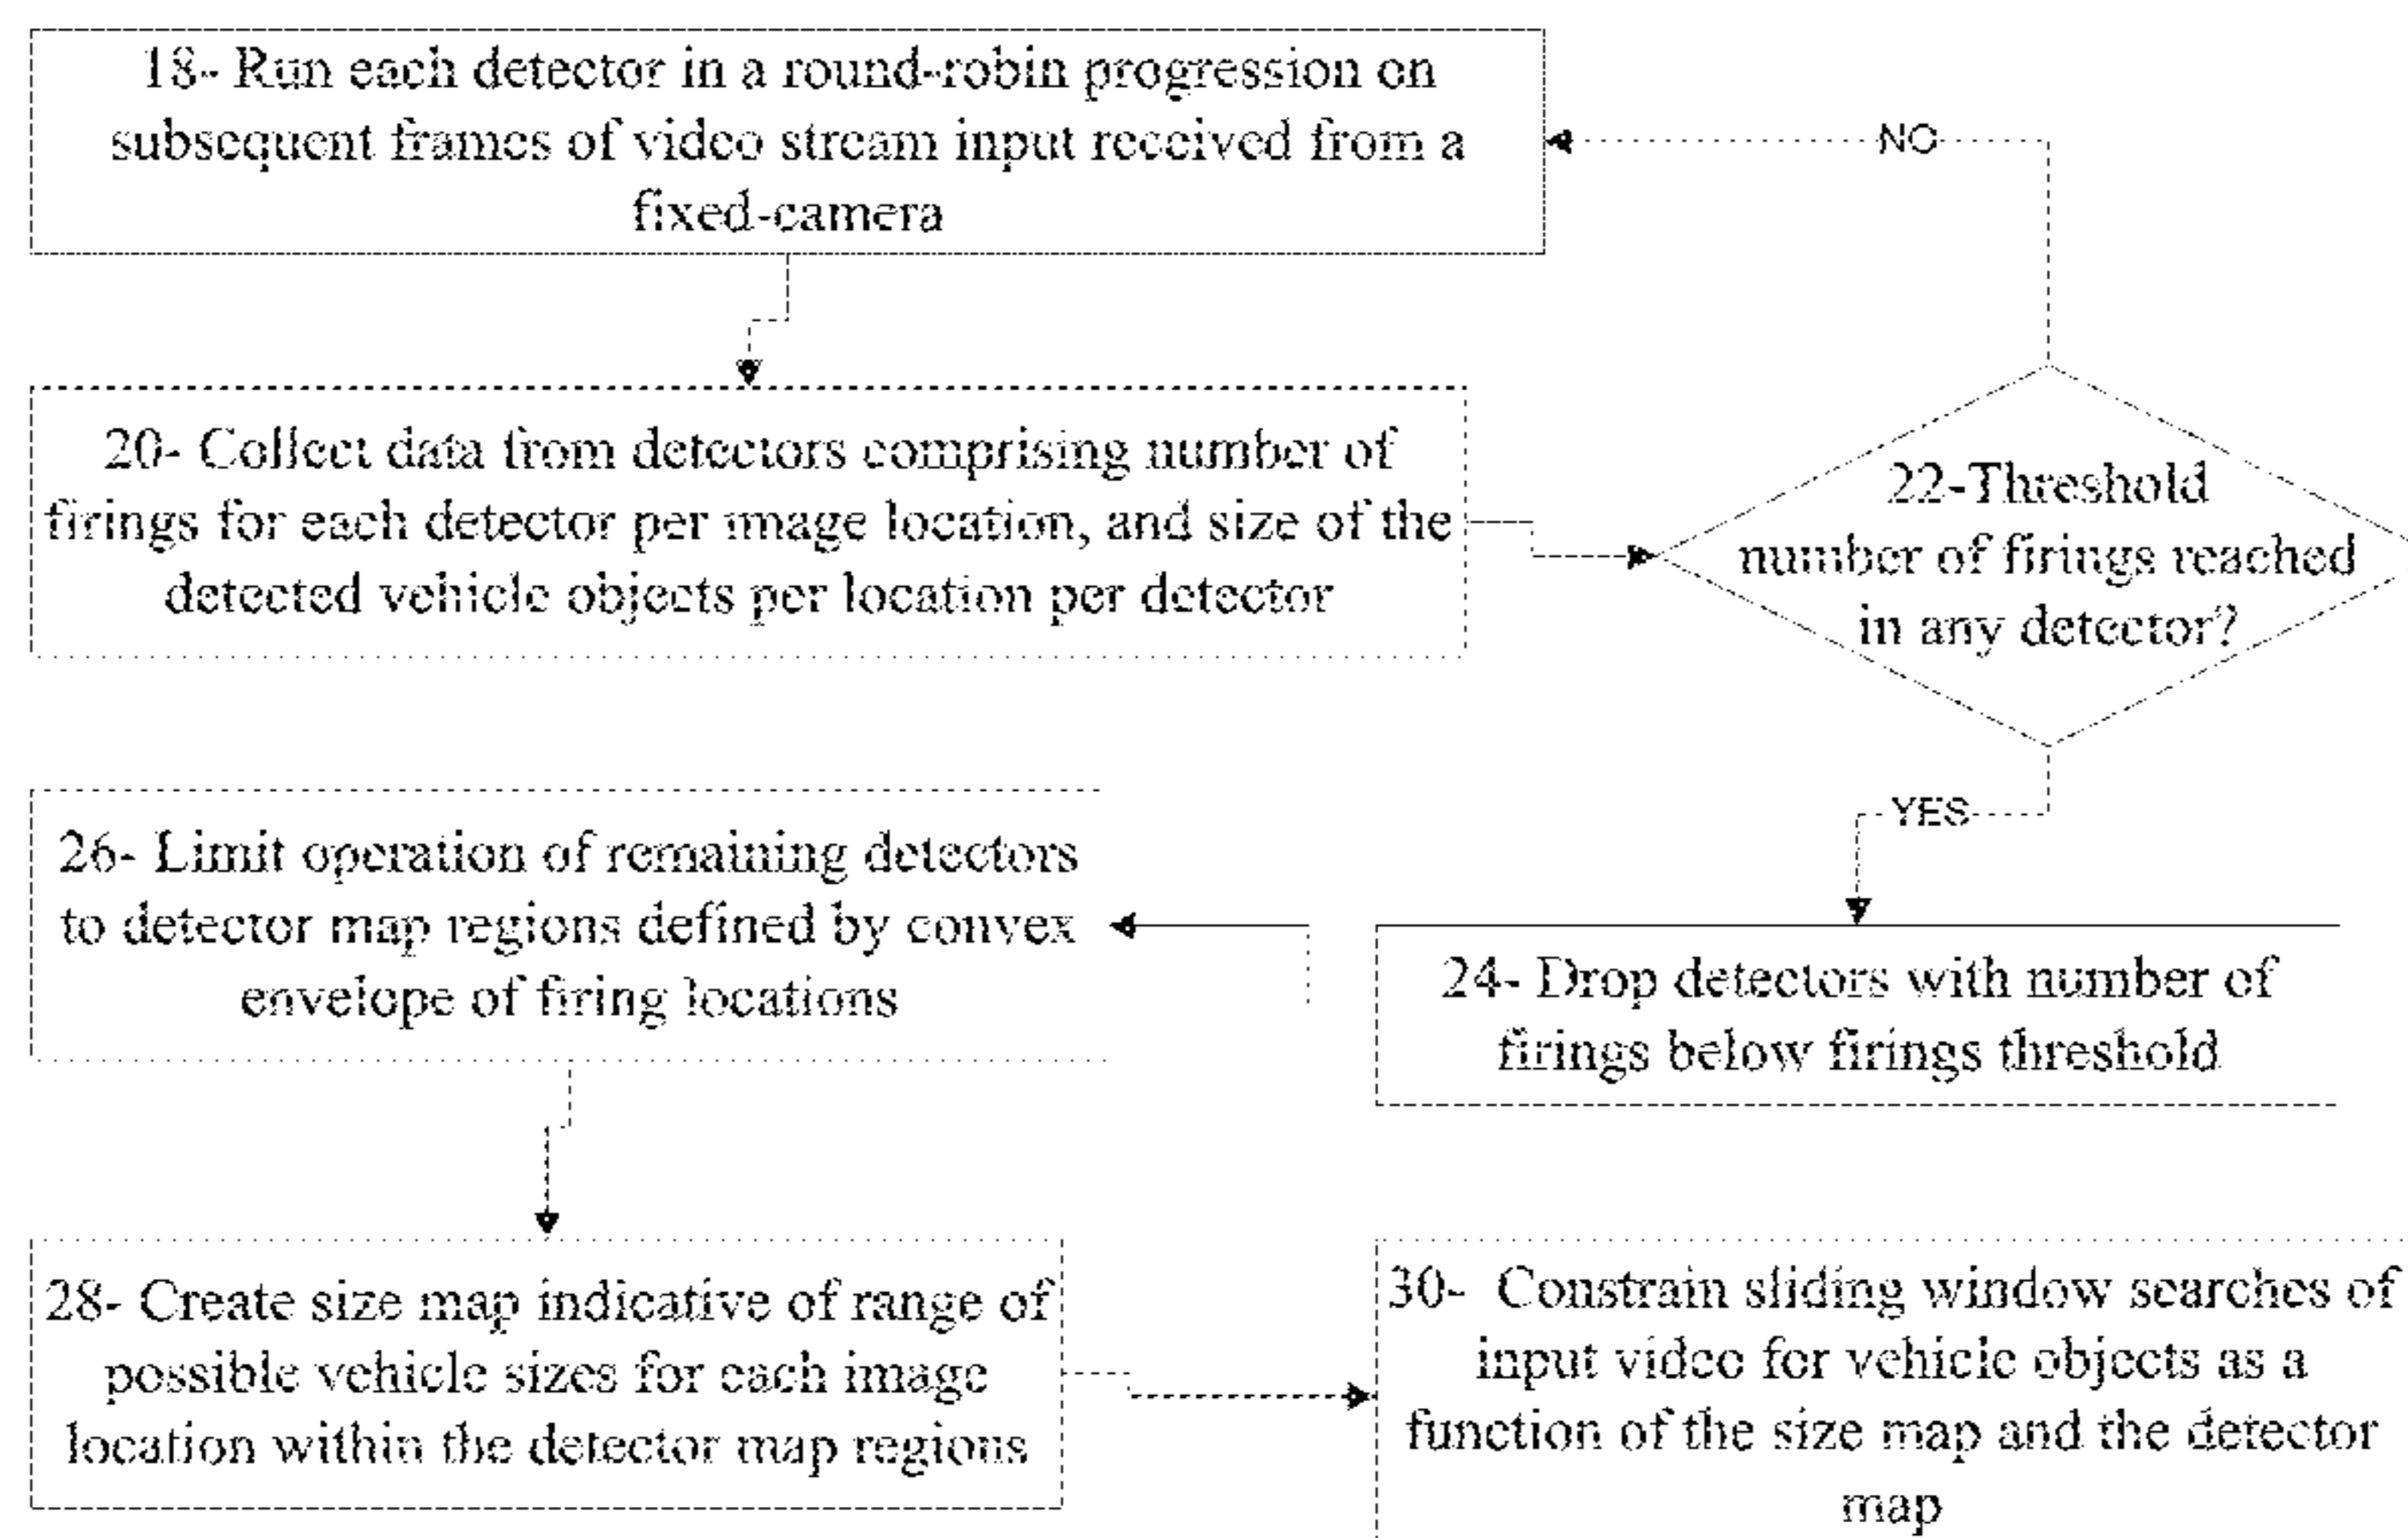 18- Run each detector in a round-robin progression on
subsequent frames of video stream input received from a
fixed-camera
NO
20- Collect data from detectors comprising number of
firings for each detector per image location, and size of the
detected vehicle objects per location per detector
22-Threshold
number of firings reached
in any detector?
YES
24- Drop detectors with number of
firings below firings threshold
26- Limit operation of remaining detectors
to detector map regions defined by convex
envelope of firing locations
28- Create size map indicative of range of
possible vehicle sizes for each image
location within the detector map regions
30- Constrain sliding window searches of
input video for vehicle objects as a
function of the size map and the detector
map